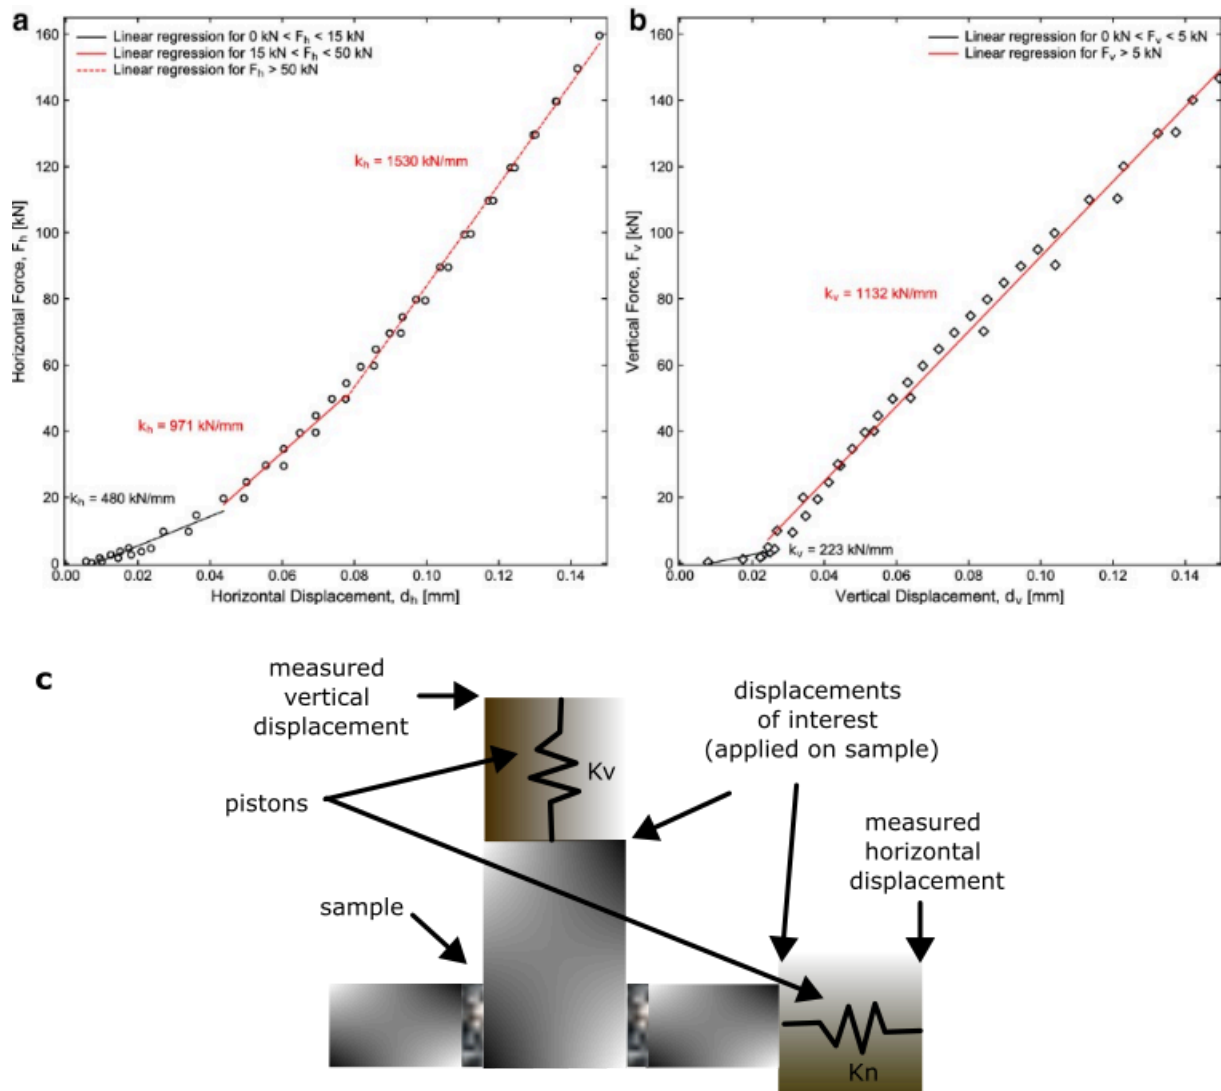 a
Linear regression for 0 kN < Fₕ < 15 kN
Linear regression for 15 kN < Fₕ < 50 kN
Linear regression for Fₕ > 50 kN
kₕ = 1530 kN/mm
kₕ = 971 kN/mm
kₕ = 480 kN/mm
Horizontal Force, Fₕ [kN]
160
140
120
100
80
60
40
20
0
0.00 0.02 0.04 0.06 0.08 0.10 0.12 0.14
Horizontal Displacement, dₕ [mm]
b
Linear regression for 0 kN < Fᵥ < 5 kN
Linear regression for Fᵥ > 5 kN
kᵥ = 1132 kN/mm
kᵥ = 223 kN/mm
Vertical Force, Fᵥ [kN]
160
140
120
100
80
60
40
20
0
0.00 0.02 0.04 0.06 0.08 0.10 0.12 0.14
Vertical Displacement, dᵥ [mm]
c
measured
vertical
displacement
displacements
of interest
(applied on sample)
Kv
pistons
measured
horizontal
displacement
sample
Kn